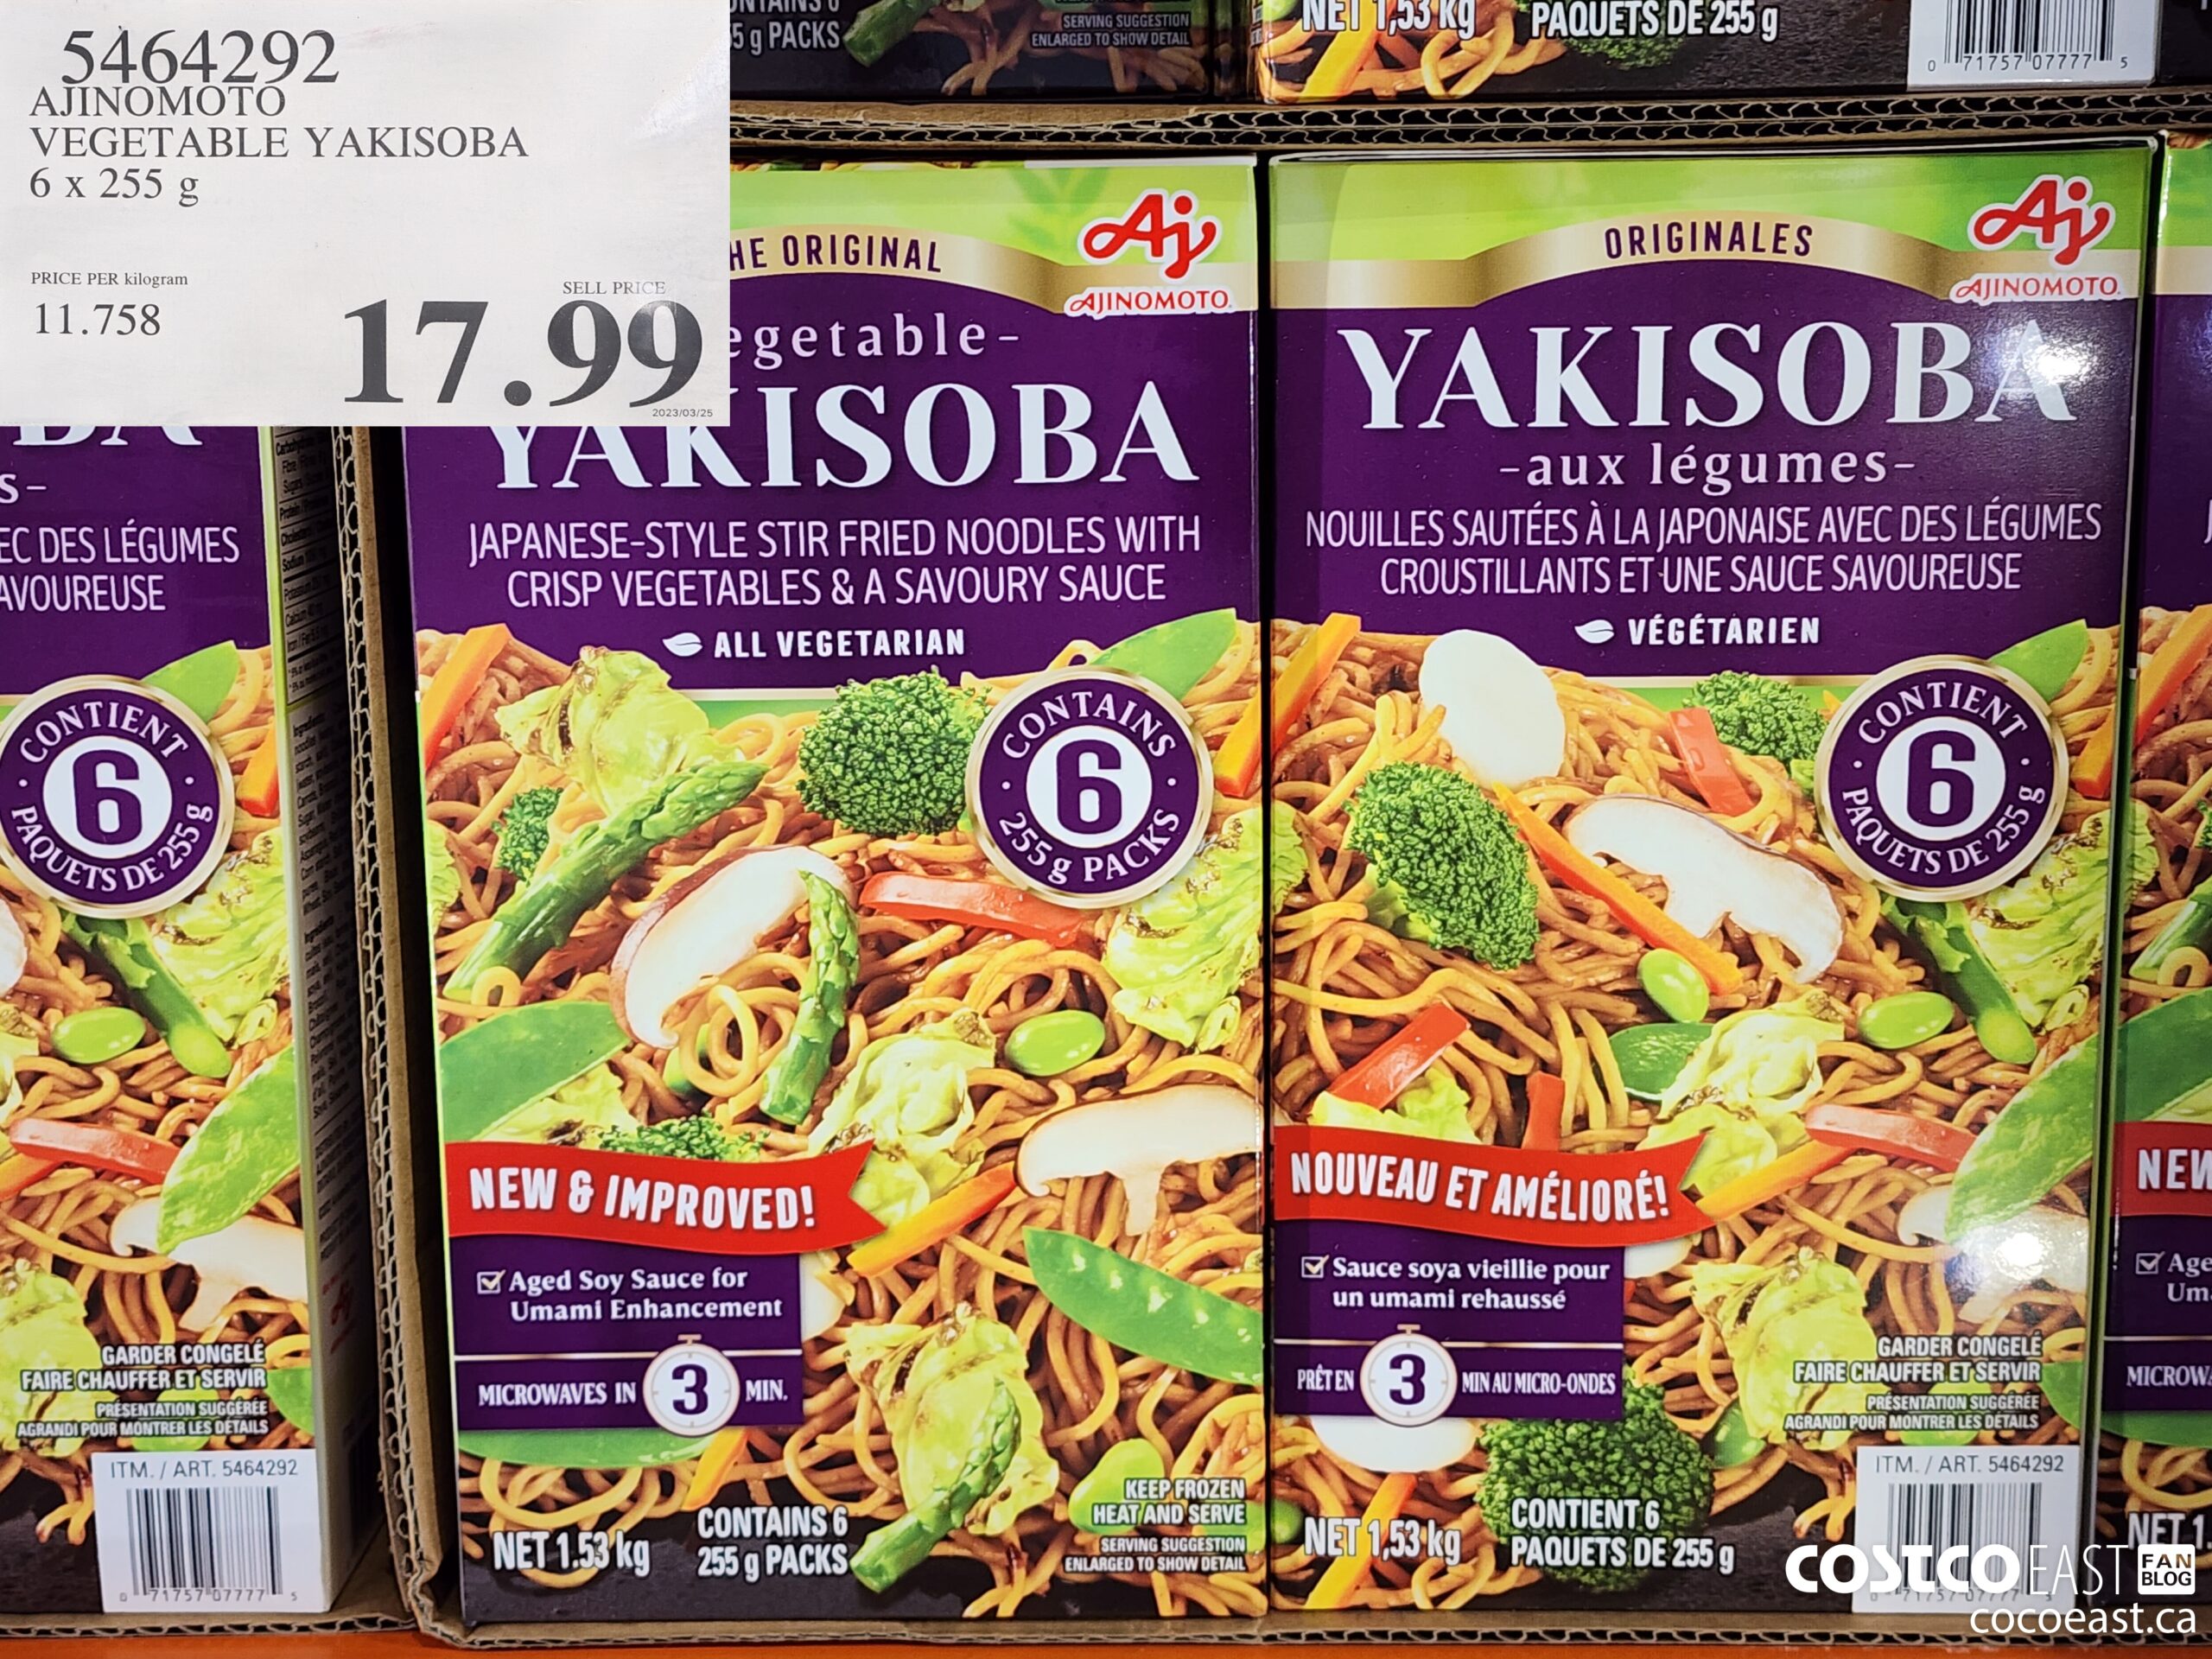 5464292
AJINOMOTO
VEGETABLE YAKISOBA
6 x 255 g
PRICE PER kilogram
11.758
SELL PRICE
17.99
2023/03/25
5 g PACKS
SERVING SUGGESTION
ENLARGED TO SHOW DETAIL
NET 1,53 kg
PAQUETS DE 255 g
0 71757 07777 5
S-
EC DES LÉGUMES
AVOUREUSE
CONTIENT
6
PAQUETS DE 255 g
GARDER CONGELÉ
FAIRE CHAUFFER ET SERVIR
PRÉSENTATION SUGGÉRÉE
AGRANDI POUR MONTRER LES DÉTAILS
ITM. / ART. 5464292
0 71757 07777 5
HE ORIGINAL
Aj
AJINOMOTO.
egetable-
YAKISOBA
JAPANESE-STYLE STIR FRIED NOODLES WITH
CRISP VEGETABLES & A SAVOURY SAUCE
ALL VEGETARIAN
CONTAINS
6
255 g PACKS
NEW & IMPROVED!
Aged Soy Sauce for
Umami Enhancement
MICROWAVES IN 3 MIN.
NET 1.53 kg
CONTAINS 6
255 g PACKS
KEEP FROZEN
HEAT AND SERVE
SERVING SUGGESTION
ENLARGED TO SHOW DETAIL
ORIGINALES
Aj
AJINOMOTO.
YAKISOBA
-aux légumes-
NOUILLES SAUTÉES À LA JAPONAISE AVEC DES LÉGUMES
CROUSTILLANTS ET UNE SAUCE SAVOUREUSE
VÉGÉTARIEN
CONTIENT
6
PAQUETS DE 255 g
NOUVEAU ET AMÉLIORÉ!
Sauce soya vieillie pour
un umami rehaussé
PRÊT EN 3 MIN AU MICRO-ONDES
NET 1,53 kg
CONTIENT 6
PAQUETS DE 255 g
GARDER CONGELÉ
FAIRE CHAUFFER ET SERVIR
PRÉSENTATION SUGGÉRÉE
AGRANDI POUR MONTRER LES DÉTAILS
ITM. / ART. 5464292
NEW
Age
Um
MICROW
NET 1
COSTCO EAST FAN BLOG
cocoeast.ca